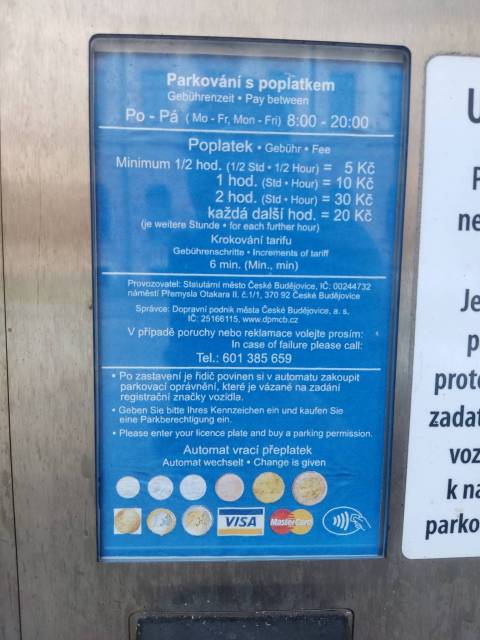 Parkování s poplatkem
Gebührenzeit • Pay between
Po - Pá ( Mo - Fr, Mon - Fri) 8:00 - 20:00
Poplatek • Gebühr • Fee
Minimum 1/2 hod. (1/2 Std • 1/2 Hour) = 5 Kč
1 hod. (Std • Hour) = 10 Kč
2 hod. (Std • Hour) = 30 Kč
každá další hod. = 20 Kč
(je weitere Stunde • for each further hour)
Krokování tarifu
Gebührenschritte • Increments of tariff
6 min. (Min., min)
Provozovatel: Statutární město České Budějovice, IČ: 00244732
náměstí Přemysla Otakara II. č.1/1, 370 92 České Budějovice
Správce: Dopravní podnik města České Budějovice, a. s.
IČ: 25166115, www.dpmcb.cz
V případě poruchy nebo reklamace volejte prosím:
In case of failure please call:
Tel.: 601 385 659
• Po zastavení je řidič povinen si v automatu zakoupit
parkovací oprávnění, které je vázané na zadání
registrační značky vozidla.
• Geben Sie bitte Ihres Kennzeichen ein und kaufen Sie
eine Parkberechtigung ein.
• Please enter your licence plate and buy a parking permission.
Automat vrací přeplatek
Automat wechselt • Change is given
VISA
MasterCard
U
P
ne
Je
p
prot
zadat
voz
k na
parko